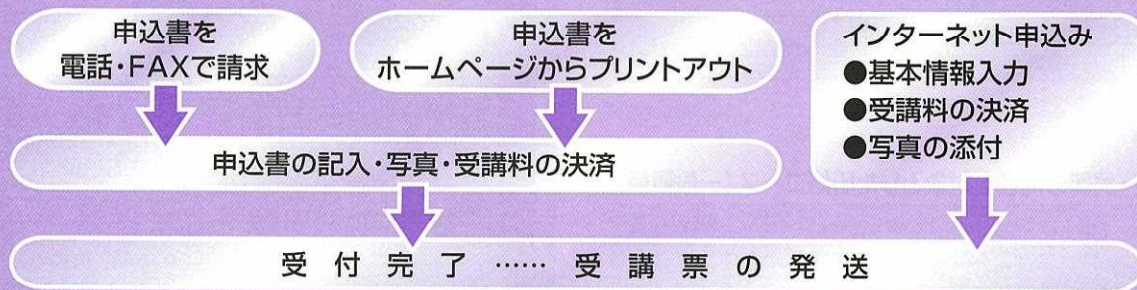 申込書を
電話・FAXで請求
申込書を
ホームページからプリントアウト
インターネット申込み
●基本情報入力
●受講料の決済
●写真の添付
申込書の記入・写真・受講料の決済
受付完了……受講票の発送